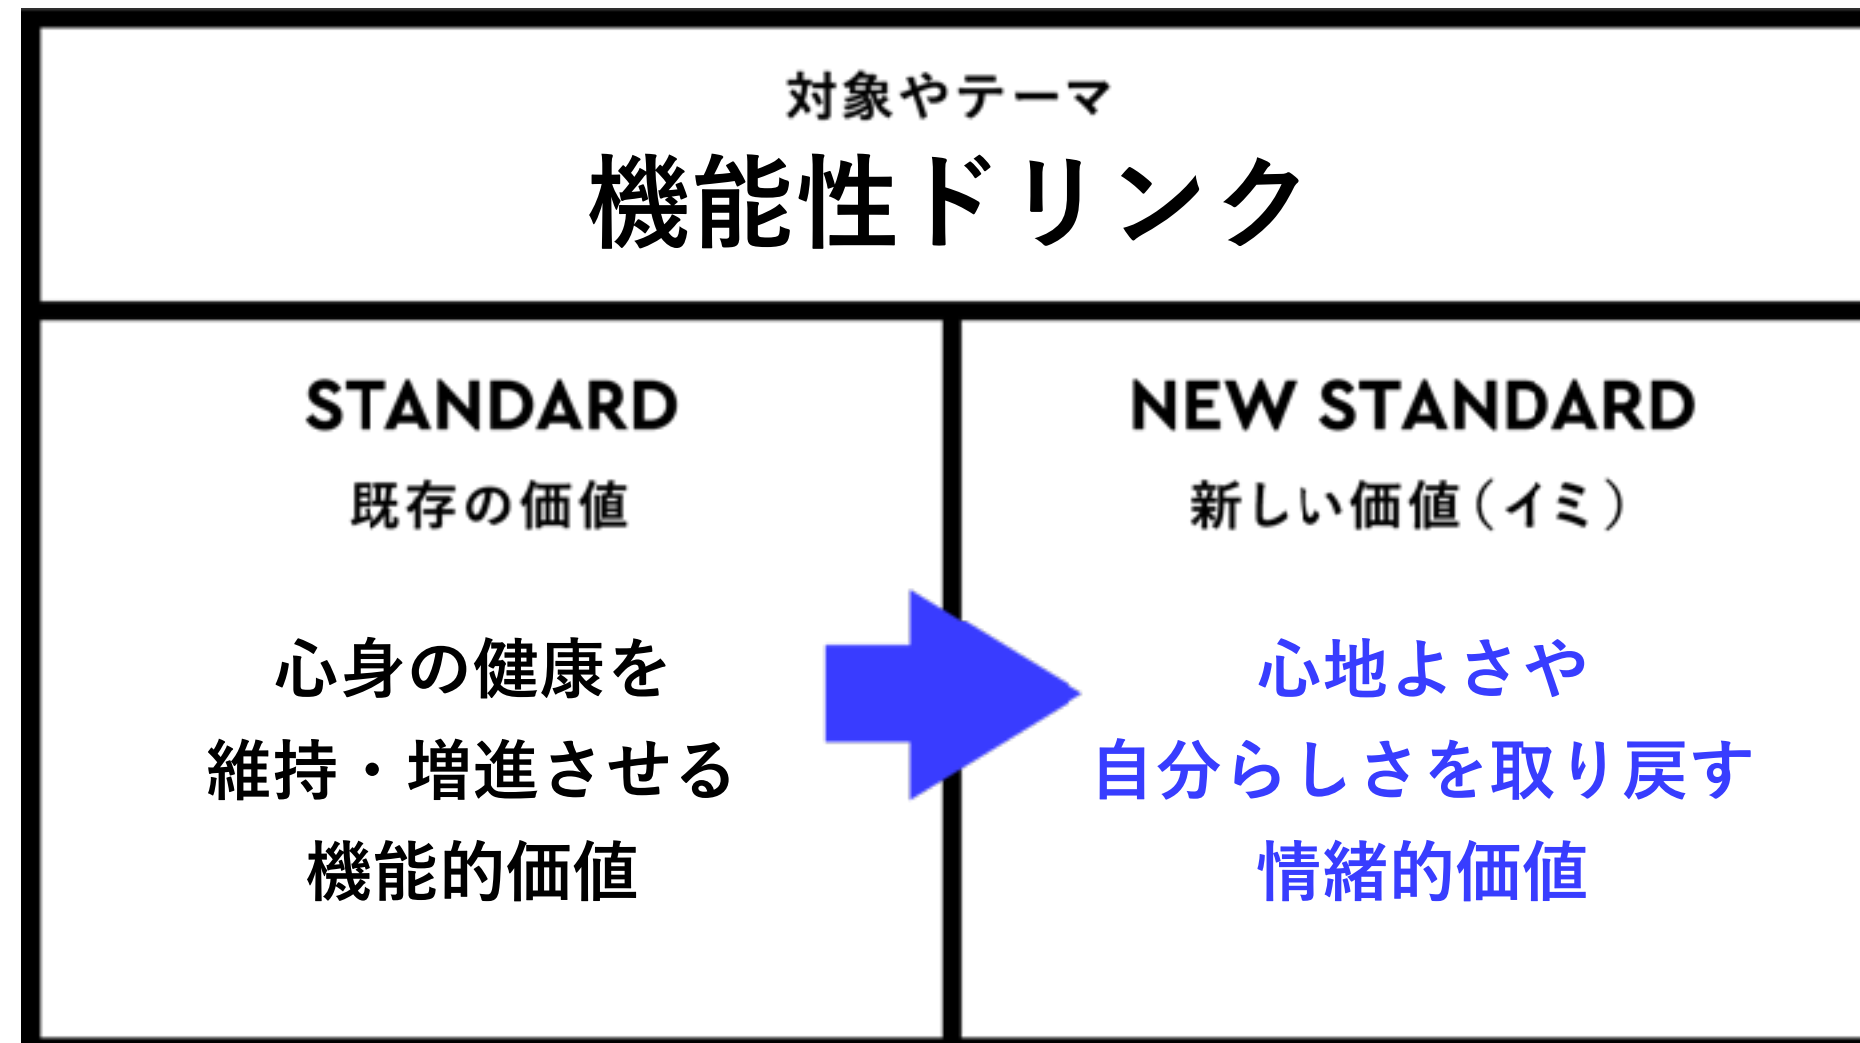 対象やテーマ
機能性ドリンク
STANDARD
既存の価値
心身の健康を
維持・増進させる
機能的価値
NEW STANDARD
新しい価値（イミ）
心地よさや
自分らしさを取り戻す
情緒的価値